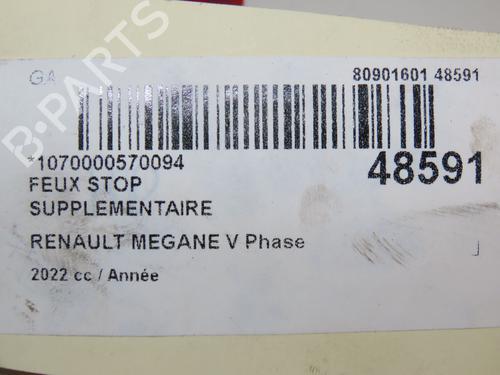 GA 80901601 48591
*1070000570094 48591
FEUX STOP
SUPPLEMENTAIRE
RENAULT MEGANE V Phase
2022 cc / Année
B-PARTS